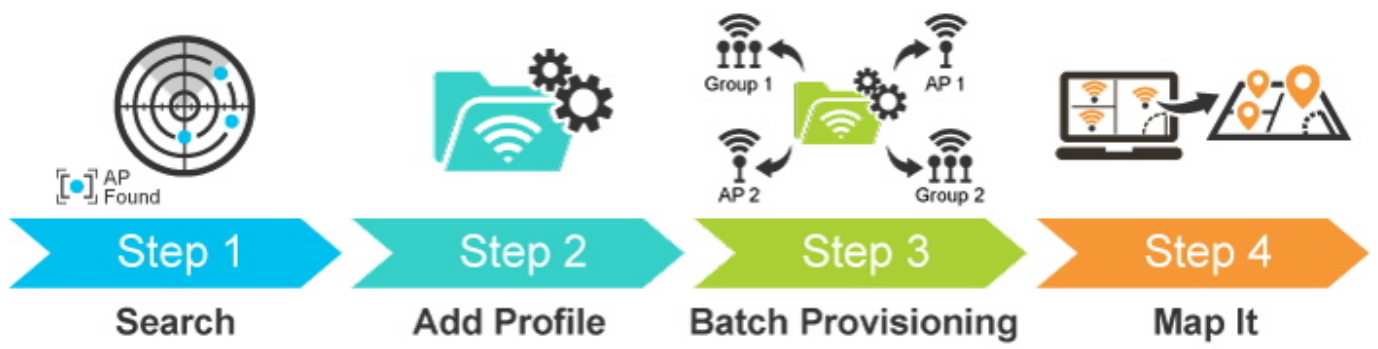 Group 1
AP 1
AP
Found
AP 2
Group 2
Step 1
Step 2
Step 3
Step 4
Search
Add Profile
Batch Provisioning
Map It